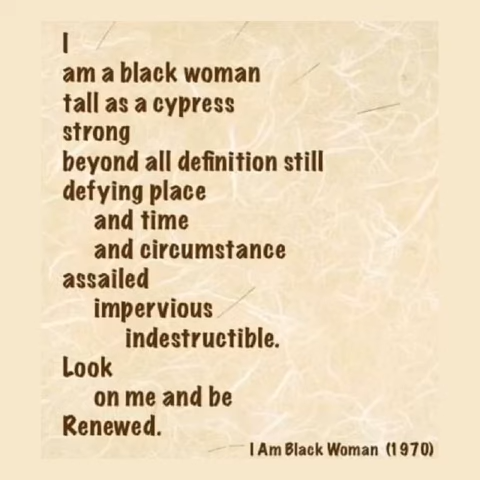 I
am a black woman
tall as a cypress
strong
beyond all definition still
defying place
and time
and circumstance
assailed
impervious
indestructible.
Look
on me and be
Renewed.
I Am Black Woman (1970)